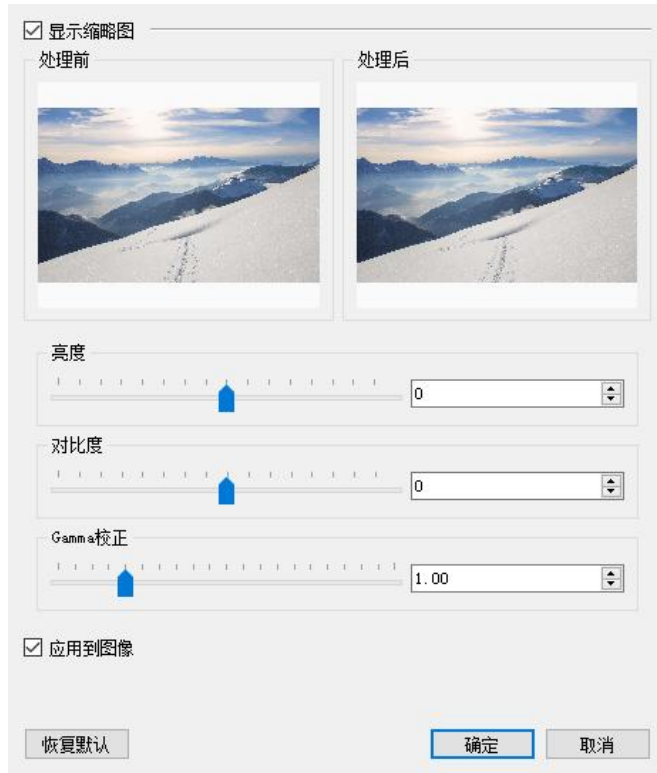 显示缩略图
处理前
处理后
亮度
0
对比度
0
Gamma校正
1.00
应用到图像
恢复默认
确定
取消